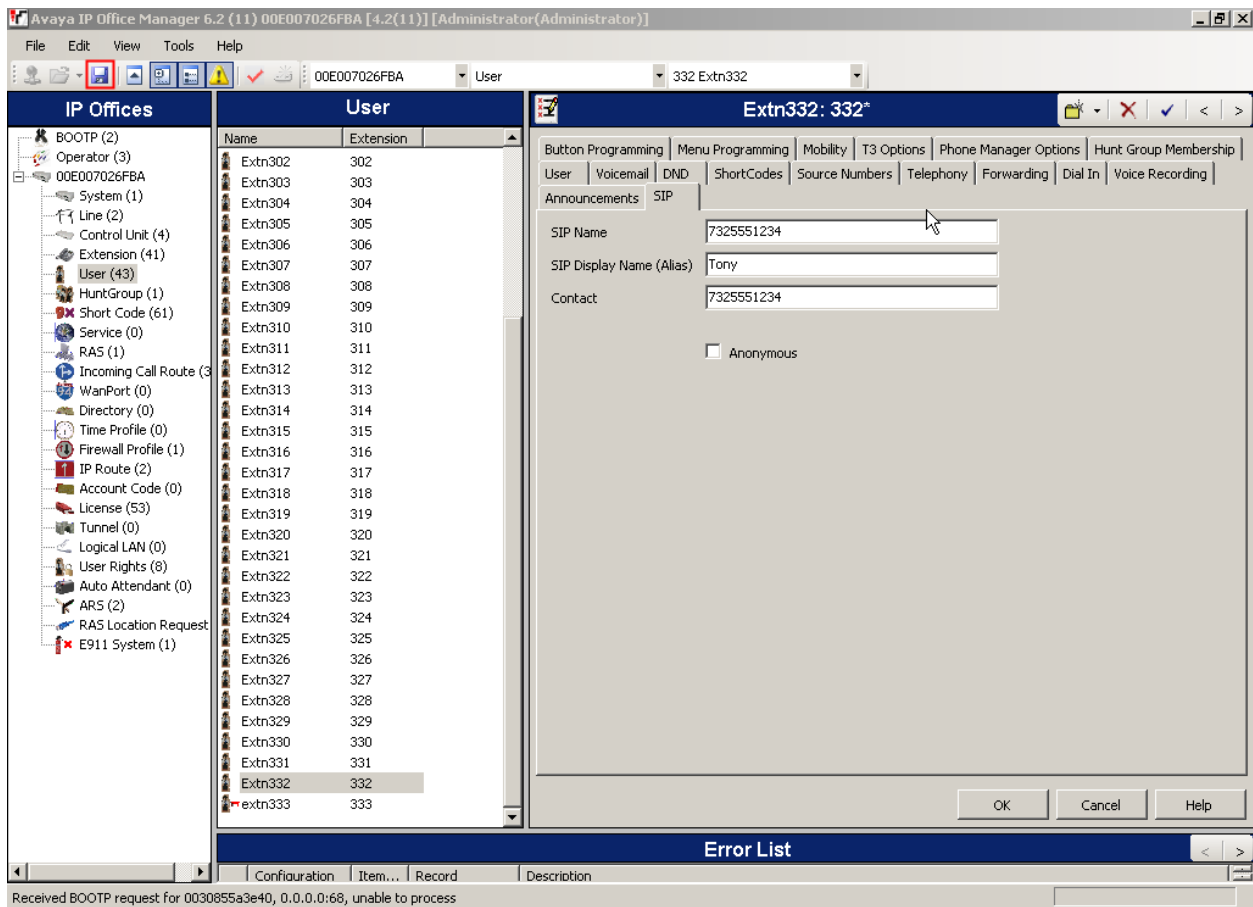 Avaya IP Office Manager 6.2 (11) 00E007026FBA [4.2(11)] [Administrator(Administrator)]
File Edit View Tools Help
00E007026FBA User 332 Extn332
IP Offices
BOOTP (2)
Operator (3)
00E007026FBA
System (1)
Line (2)
Control Unit (4)
Extension (41)
User (43)
HuntGroup (1)
Short Code (61)
Service (0)
RAS (1)
Incoming Call Route (3
WanPort (0)
Directory (0)
Time Profile (0)
Firewall Profile (1)
IP Route (2)
Account Code (0)
License (53)
Tunnel (0)
Logical LAN (0)
User Rights (8)
Auto Attendant (0)
ARS (2)
RAS Location Request
E911 System (1)
User
Name Extension
Extn302 302
Extn303 303
Extn304 304
Extn305 305
Extn306 306
Extn307 307
Extn308 308
Extn309 309
Extn310 310
Extn311 311
Extn312 312
Extn313 313
Extn314 314
Extn315 315
Extn316 316
Extn317 317
Extn318 318
Extn319 319
Extn320 320
Extn321 321
Extn322 322
Extn323 323
Extn324 324
Extn325 325
Extn326 326
Extn327 327
Extn328 328
Extn329 329
Extn330 330
Extn331 331
Extn332 332
extn333 333
Extn332: 332*
Button Programming Menu Programming Mobility T3 Options Phone Manager Options Hunt Group Membership
User Voicemail DND ShortCodes Source Numbers Telephony Forwarding Dial In Voice Recording
Announcements SIP
SIP Name 7325551234
SIP Display Name (Alias) Tony
Contact 7325551234
Anonymous
OK Cancel Help
Error List
Configuration Item... Record Description
Received BOOTP request for 0030855a3e40, 0.0.0.0:68, unable to process